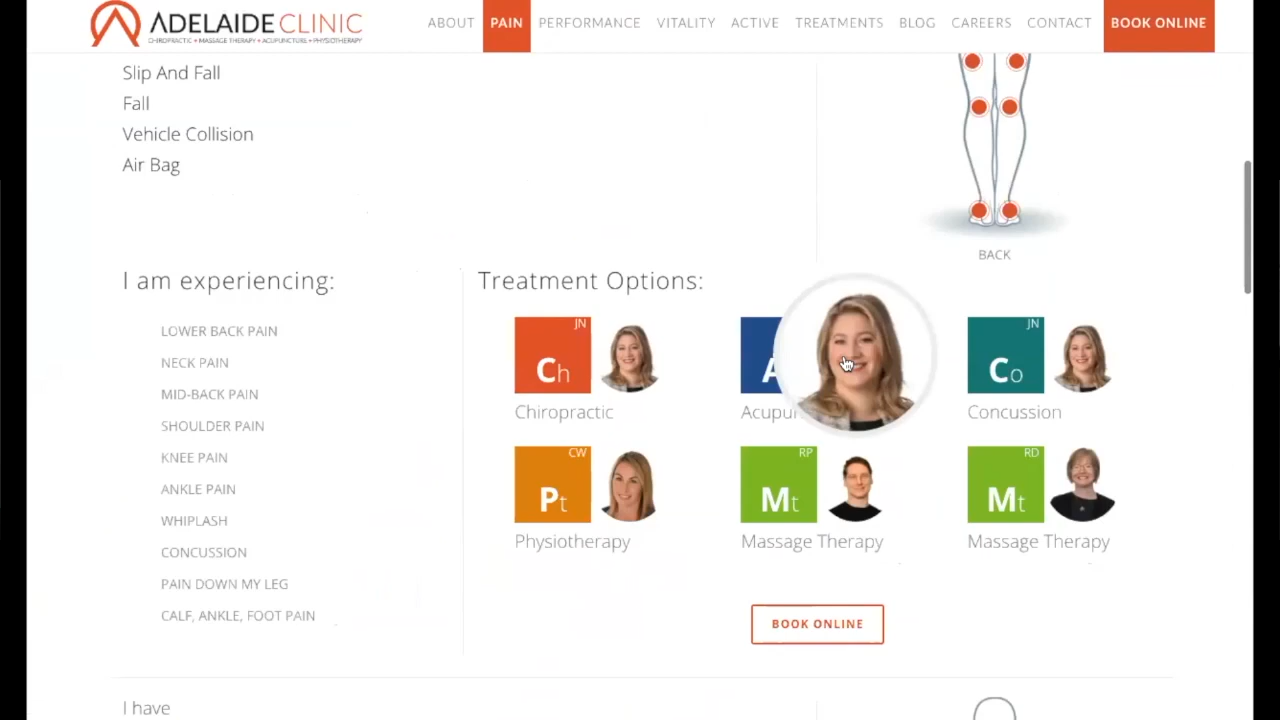 ADELAIDE CLINIC
CHIROPRACTIC + MASSAGE THERAPY + ACUPUNCTURE + PHYSIOTHERAPY
ABOUT PAIN PERFORMANCE VITALITY ACTIVE TREATMENTS BLOG CAREERS CONTACT BOOK ONLINE
Slip And Fall
Fall
Vehicle Collision
Air Bag
BACK
I am experiencing:
LOWER BACK PAIN
NECK PAIN
MID-BACK PAIN
SHOULDER PAIN
KNEE PAIN
ANKLE PAIN
WHIPLASH
CONCUSSION
PAIN DOWN MY LEG
CALF, ANKLE, FOOT PAIN
Treatment Options:
JN
Ch
Chiropractic
A
Acupu
JN
Co
Concussion
CW
Pt
Physiotherapy
RP
Mt
Massage Therapy
RD
Mt
Massage Therapy
BOOK ONLINE
I have